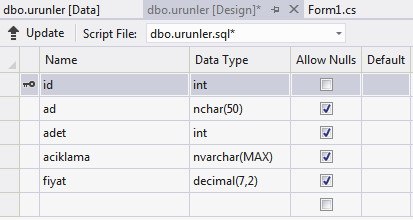 dbo.urunler [Data] dbo.urunler [Design]* Form1.cs
Update Script File: dbo.urunler.sql*
Name Data Type Allow Nulls Default
id int
ad nchar(50)
adet int
aciklama nvarchar(MAX)
fiyat decimal(7,2)